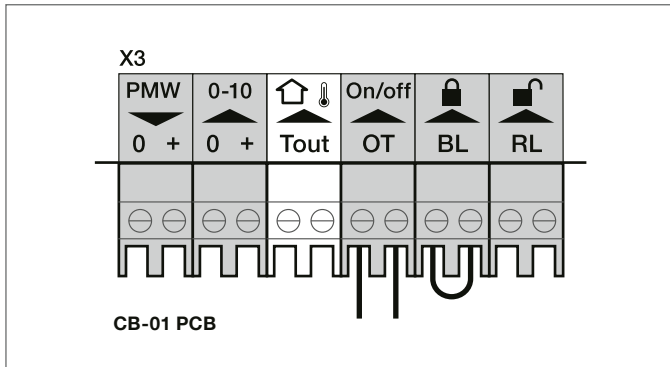 X3
PMW 0-10 On/off
0 + 0 + Tout OT BL RL
CB-01 PCB